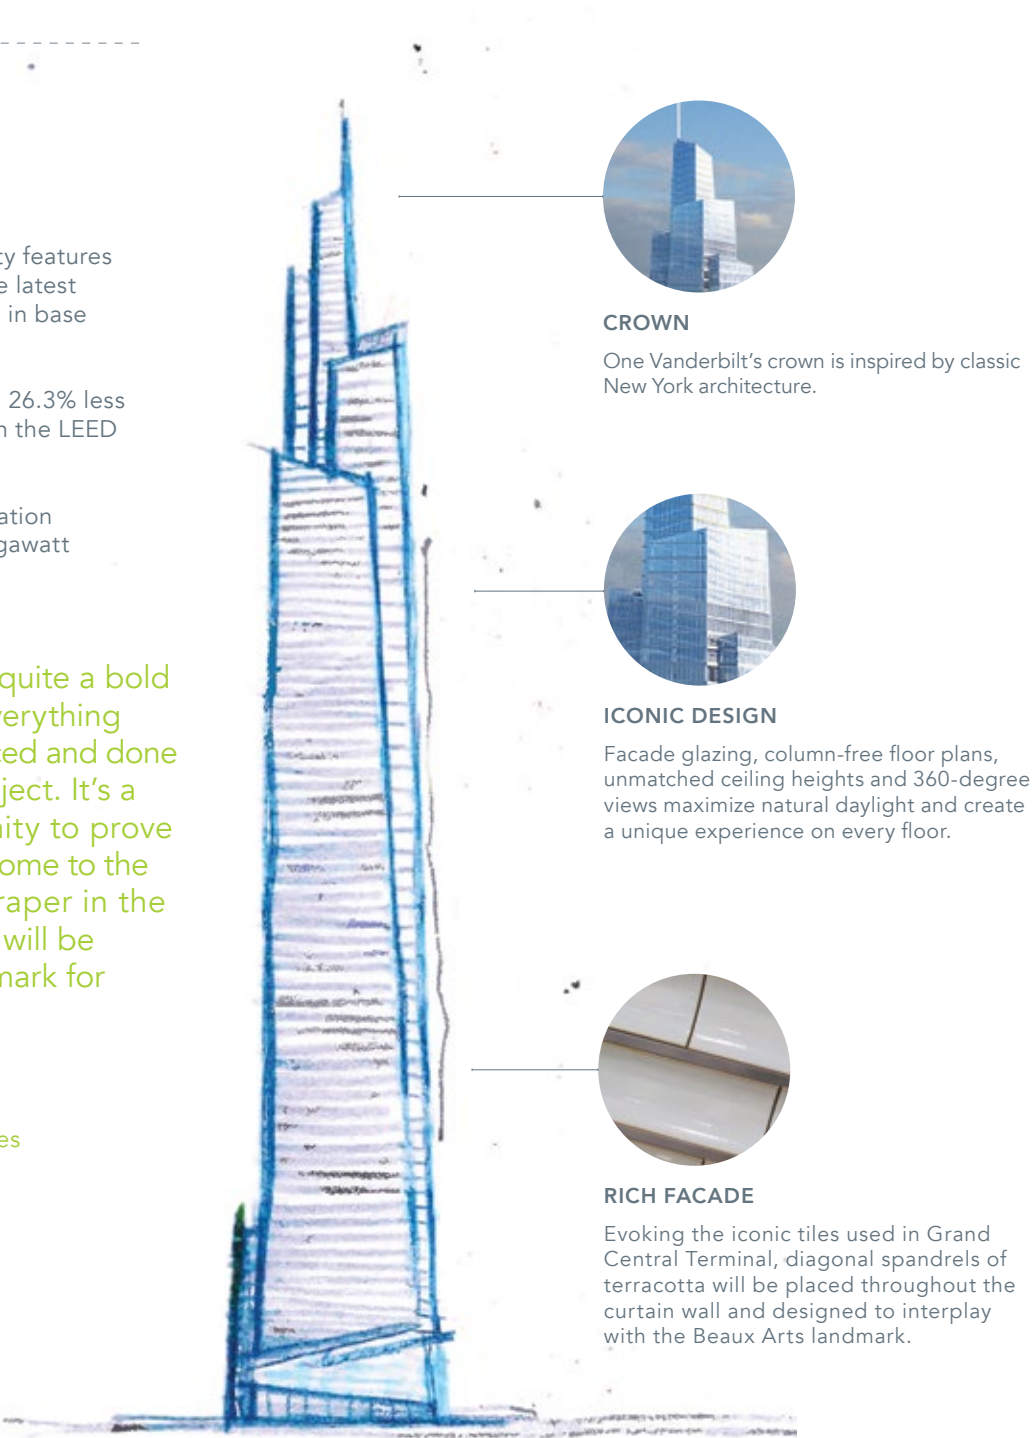 ty features
e latest
in base
26.3% less
n the LEED
ation
gawatt
quite a bold
verything
ced and done
ject. It's a
nity to prove
ome to the
raper in the
will be
mark for
es
CROWN
One Vanderbilt's crown is inspired by classic
New York architecture.
ICONIC DESIGN
Facade glazing, column-free floor plans,
unmatched ceiling heights and 360-degree
views maximize natural daylight and create
a unique experience on every floor.
RICH FACADE
Evoking the iconic tiles used in Grand
Central Terminal, diagonal spandrels of
terracotta will be placed throughout the
curtain wall and designed to interplay
with the Beaux Arts landmark.